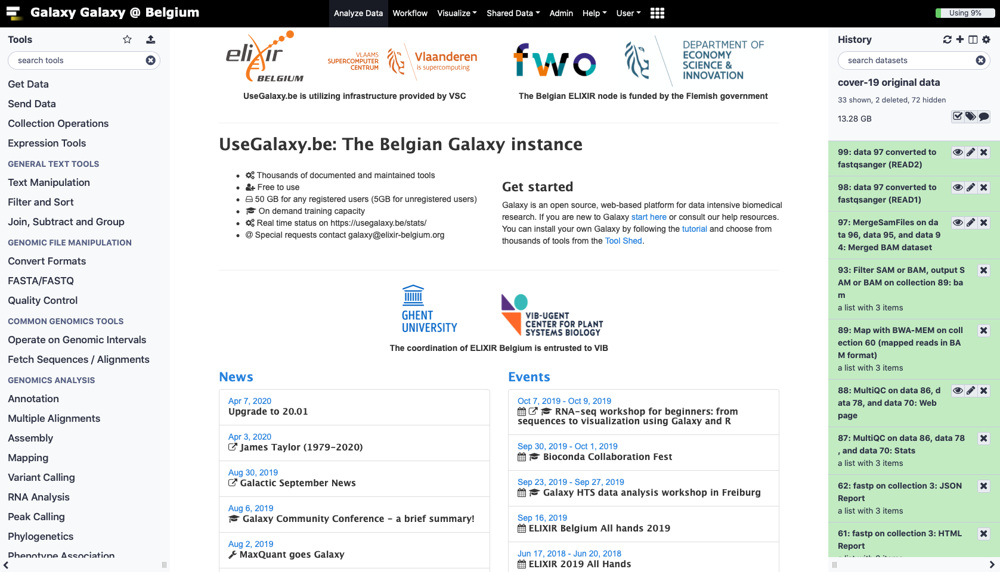 Galaxy Galaxy @ Belgium
Analyze Data
Workflow
Visualize
Shared Data
Admin
Help
User
Using 9%
Tools
search tools
Get Data
Send Data
Collection Operations
Expression Tools
GENERAL TEXT TOOLS
Text Manipulation
Filter and Sort
Join, Subtract and Group
GENOMIC FILE MANIPULATION
Convert Formats
FASTA/FASTQ
Quality Control
COMMON GENOMICS TOOLS
Operate on Genomic Intervals
Fetch Sequences / Alignments
GENOMICS ANALYSIS
Annotation
Multiple Alignments
Assembly
Mapping
Variant Calling
RNA Analysis
Peak Calling
Phylogenetics
Phenotype Association
elixir
BELGIUM
VLAAMS
SUPERCOMPUTER
CENTRUM
Vlaanderen
is supercomputing
UseGalaxy.be is utilizing infrastructure provided by VSC
fwo
DEPARTMENT OF
ECONOMY
SCIENCE &
INNOVATION
The Belgian ELIXIR node is funded by the Flemish government
UseGalaxy.be: The Belgian Galaxy instance
Thousands of documented and maintained tools
Free to use
50 GB for any registered users (5GB for unregistered users)
On demand training capacity
Real time status on https://usegalaxy.be/stats/
@ Special requests contact galaxy@elixir-belgium.org
Get started
Galaxy is an open source, web-based platform for data intensive biomedical
research. If you are new to Galaxy start here or consult our help resources.
You can install your own Galaxy by following the tutorial and choose from
thousands of tools from the Tool Shed.
GHENT
UNIVERSITY
VIB-UGENT
CENTER FOR PLANT
SYSTEMS BIOLOGY
The coordination of ELIXIR Belgium is entrusted to VIB
News
Apr 7, 2020
Upgrade to 20.01
Apr 3, 2020
James Taylor (1979-2020)
Aug 30, 2019
Galactic September News
Aug 6, 2019
Galaxy Community Conference - a brief summary!
Aug 2, 2019
MaxQuant goes Galaxy
Events
Oct 7, 2019 - Oct 9, 2019
RNA-seq workshop for beginners: from
sequences to visualization using Galaxy and R
Sep 30, 2019 - Oct 1, 2019
Bioconda Collaboration Fest
Sep 23, 2019 - Sep 27, 2019
Galaxy HTS data analysis workshop in Freiburg
Sep 16, 2019
ELIXIR Belgium All hands 2019
Jun 17, 2018 - Jun 20, 2018
ELIXIR 2019 All Hands
History
search datasets
cover-19 original data
33 shown, 2 deleted, 72 hidden
13.28 GB
99: data 97 converted to
fastqsanger (READ2)
98: data 97 converted to
fastqsanger (READ1)
97: MergeSamFiles on da
ta 96, data 95, and data 9
4: Merged BAM dataset
93: Filter SAM or BAM, output S
AM or BAM on collection 89: ba
m
a list with 3 items
89: Map with BWA-MEM on coll
ection 60 (mapped reads in BA
M format)
a list with 3 items
88: MultiQC on data 86, d
ata 78, and data 70: Web
page
87: MultiQC on data 86, data 78
, and data 70: Stats
a list with 3 items
62: fastp on collection 3: JSON
Report
a list with 3 items
61: fastp on collection 3: HTML
Report